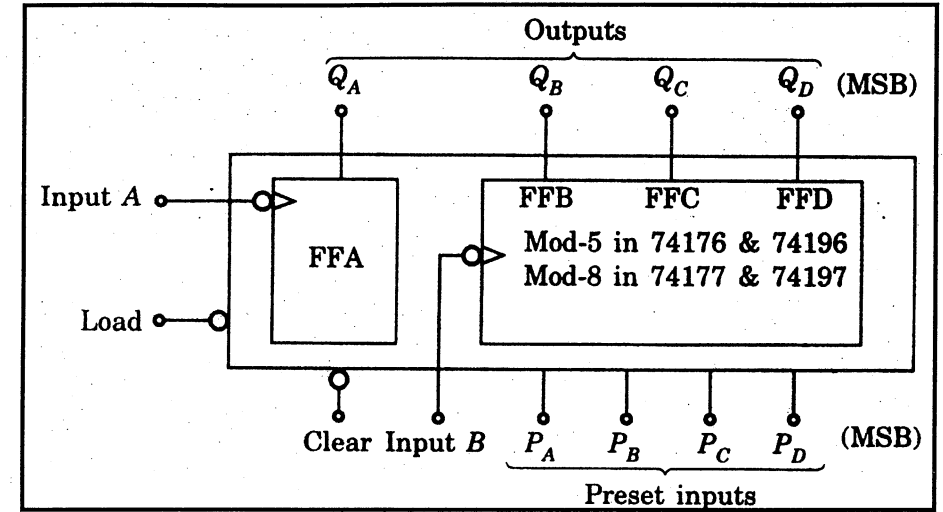 Outputs
Q_A Q_B Q_C Q_D (MSB)
Input A
FFB FFC FFD
Mod-5 in 74176 & 74196
FFA
Mod-8 in 74177 & 74197
Load
Clear Input B P_A P_B P_C P_D (MSB)
Preset inputs